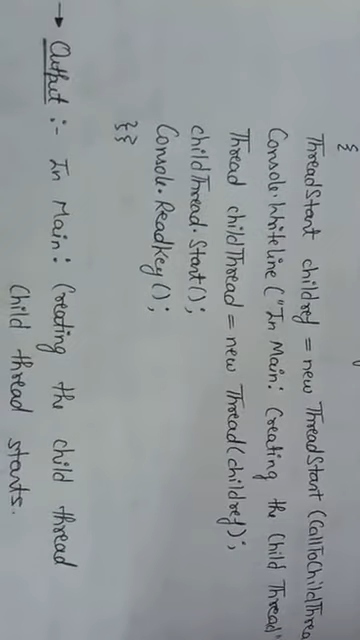 {
ThreadStart childref = new ThreadStart (CallToChildThrea
Console.WriteLine ("In Main: Creating the Child Thread"
Thread childThread = new Thread(childref);
childThread.Start();
Console.ReadKey();
}}
→ Output :- In Main: Creating the child thread
Child thread starts.